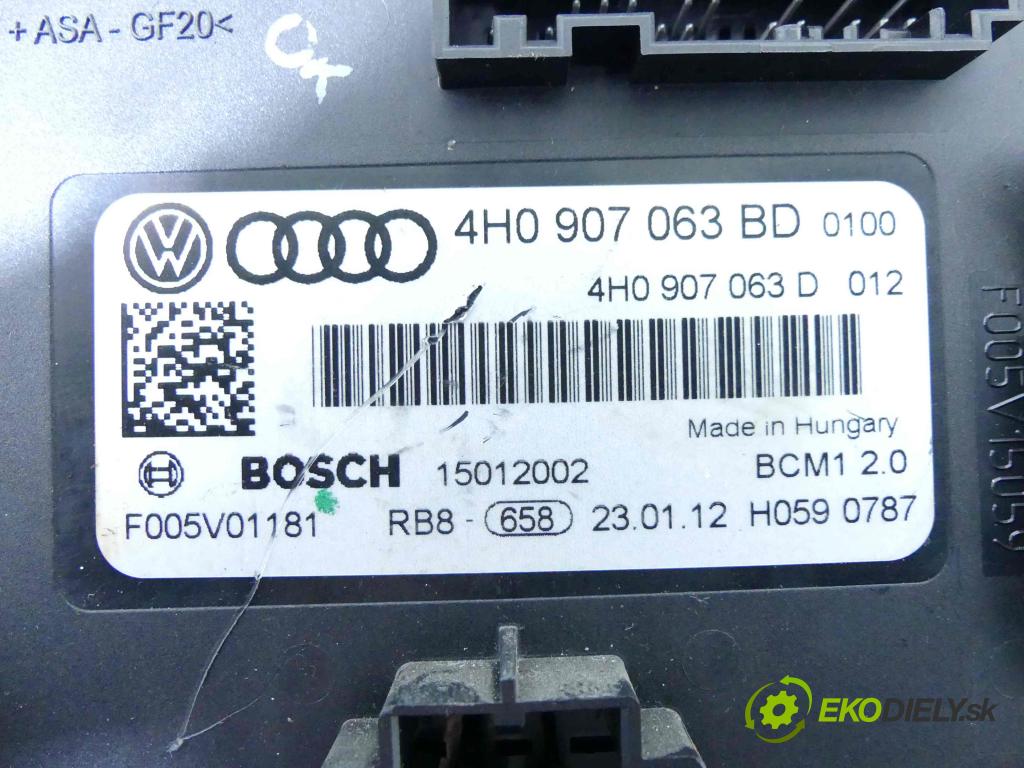 +ASA-GF20<
4H0 907 063 BD 0100
4H0 907 063 D 012
Made in Hungary
BOSCH 15012002 BCM1 2.0
F005V01181 RB8 - 658 23.01.12 H059 0787
F005V15059
EKODIELY.sk